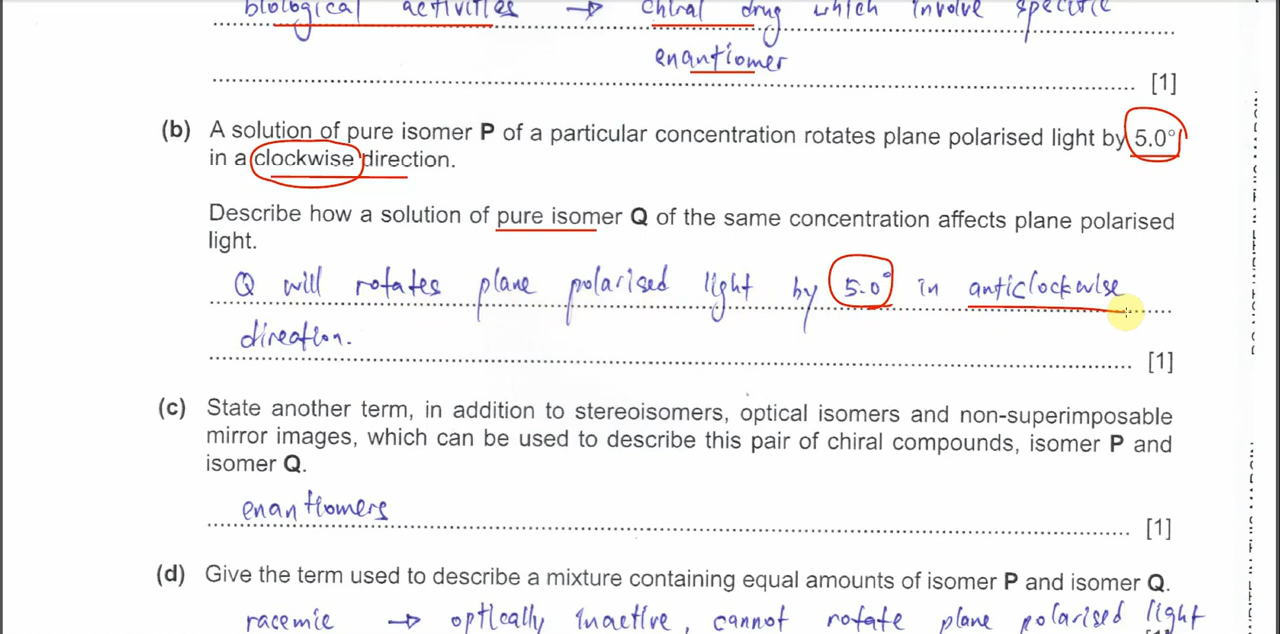 biological activities → chiral drug which involve specific
enantiomer
[1]
(b) A solution of pure isomer P of a particular concentration rotates plane polarised light by 5.0°
in a clockwise direction.
Describe how a solution of pure isomer Q of the same concentration affects plane polarised
light.
Q will rotates plane polarised light by 5.0° in anticlockwise
direction.
[1]
(c) State another term, in addition to stereoisomers, optical isomers and non-superimposable
mirror images, which can be used to describe this pair of chiral compounds, isomer P and
isomer Q.
enantiomers
[1]
(d) Give the term used to describe a mixture containing equal amounts of isomer P and isomer Q.
racemic → optically inactive, cannot rotate plane polarised light